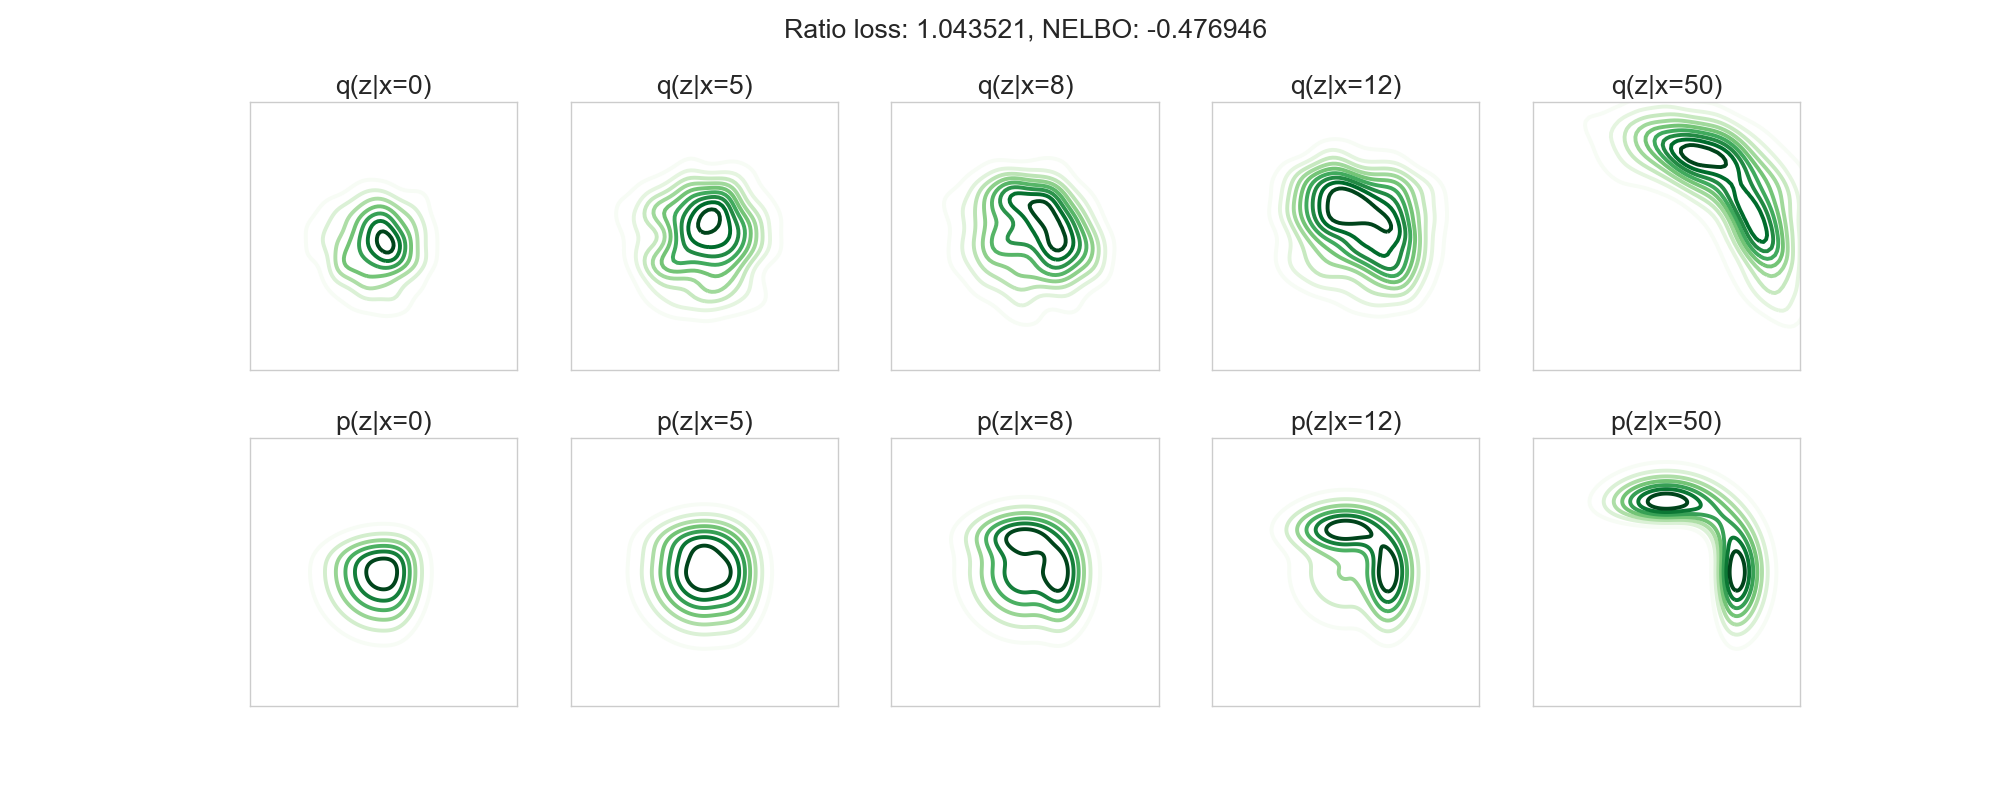 Ratio loss: 1.043521, NELBO: -0.476946
q(z|x=0) q(z|x=5) q(z|x=8) q(z|x=12) q(z|x=50)
p(z|x=0) p(z|x=5) p(z|x=8) p(z|x=12) p(z|x=50)